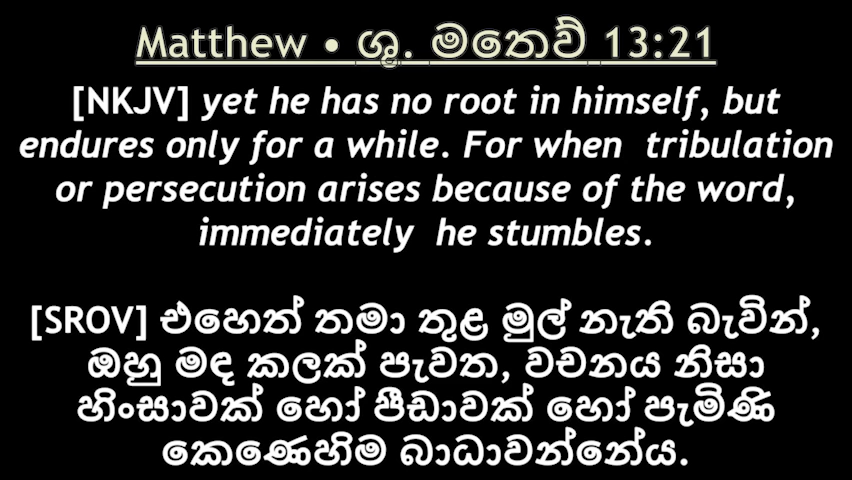 Matthew • ශු. මතෙව් 13:21
[NKJV] yet he has no root in himself, but
endures only for a while. For when  tribulation
or persecution arises because of the word,
immediately  he stumbles.
[SROV] එහෙත් තමා තුළ මුල් නැති බැවින්,
ඔහු මඳ කලක් පැවත, වචනය නිසා
හිංසාවක් හෝ පීඩාවක් හෝ පැමිණි
කෙණෙහිම බාධාවන්නේය.